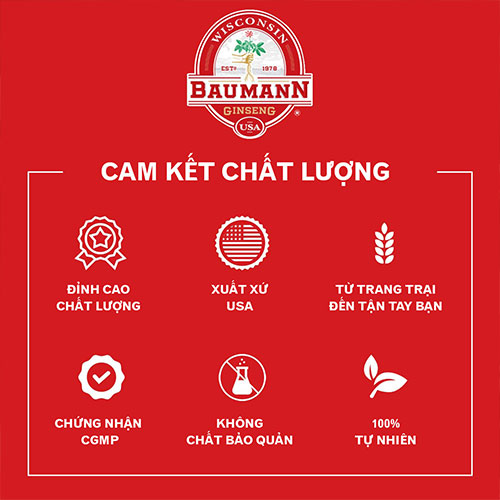 WISCONSIN
ESTD 1978
BAUMANN
GINSENG
®
USA
CAM KẾT CHẤT LƯỢNG
ĐỈNH CAO
CHẤT LƯỢNG
XUẤT XỨ
USA
TỪ TRANG TRẠI
ĐẾN TẬN TAY BẠN
CHỨNG NHẬN
CGMP
KHÔNG
CHẤT BẢO QUẢN
100%
TỰ NHIÊN